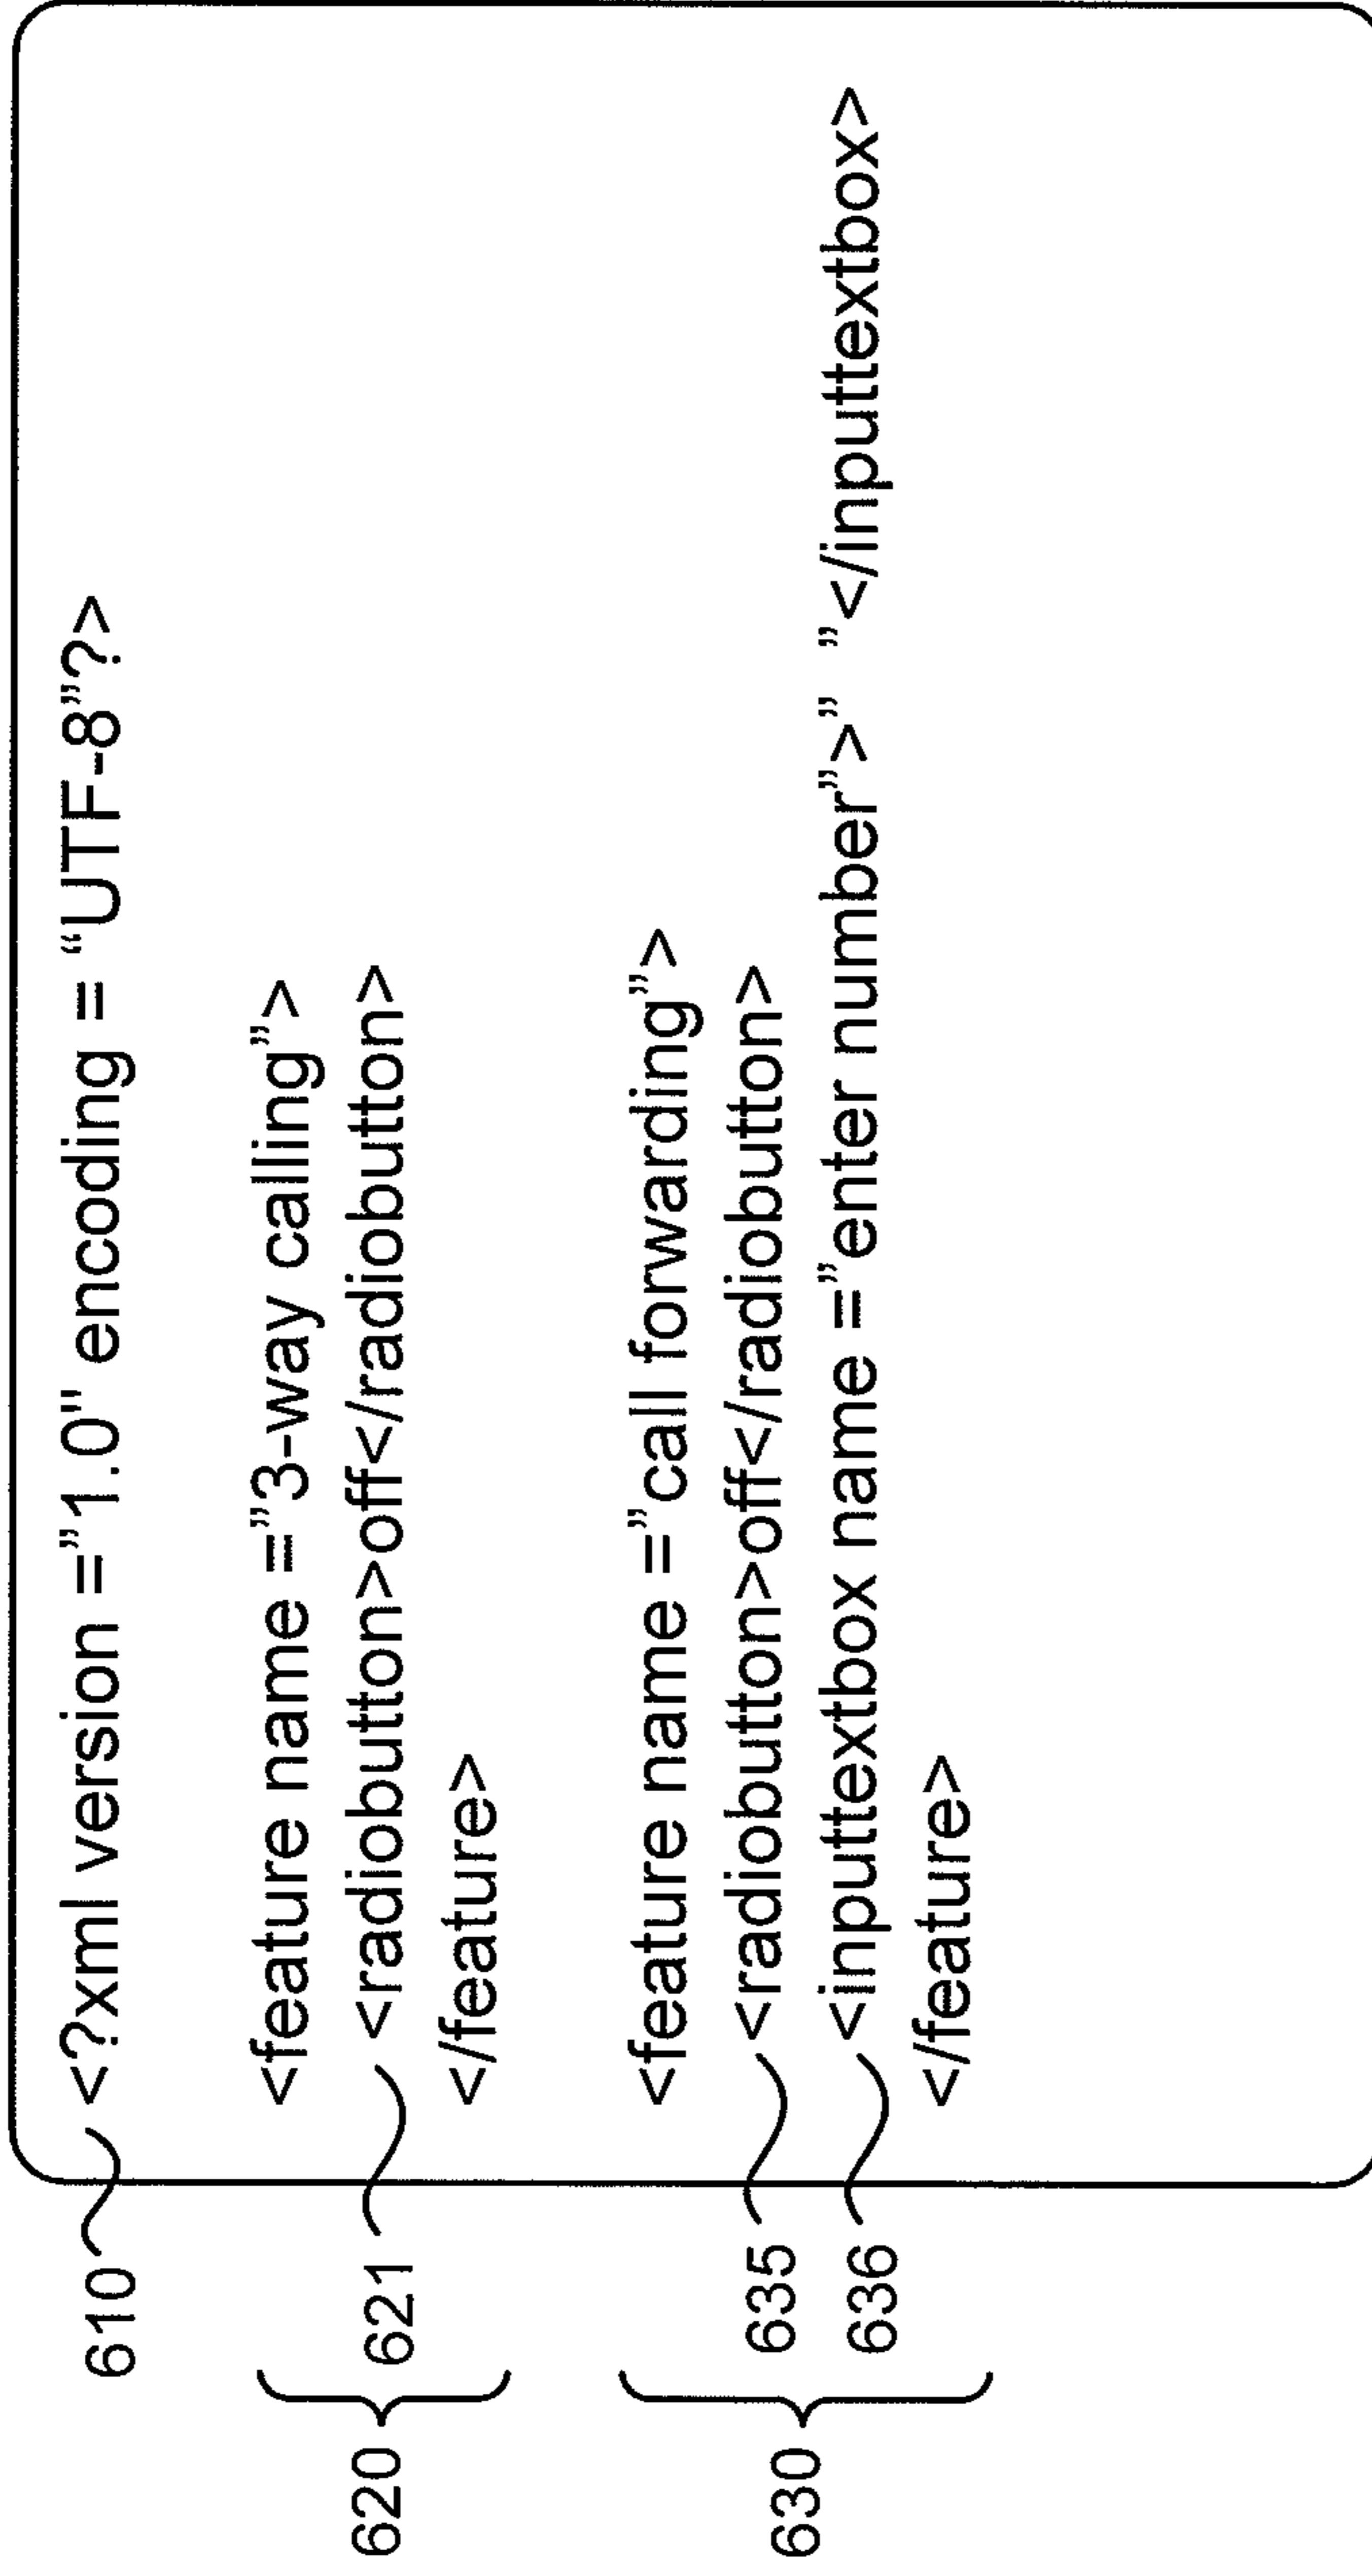 610 <?xml version =”1.0" encoding = “UTF-8”?>
<feature name =”3-way calling”>
620 621 <radiobutton>off</radiobutton>
</feature>
<feature name =”call forwarding”>
635 <radiobutton>off</radiobutton>
630 636 <inputtextbox name =”enter number”>” ”</inputtextbox>
</feature>